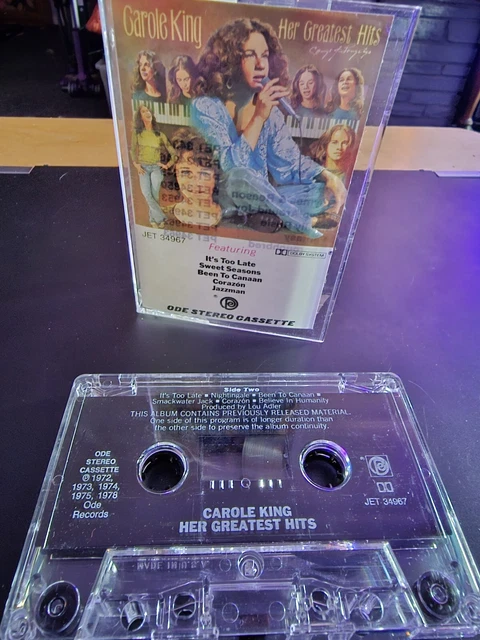 Carole King
Her Greatest Hits
JET 34967
Featuring
DOLBY SYSTEM
It's Too Late
Sweet Seasons
Been To Canaan
Corazón
Jazzman
ODE STEREO CASSETTE
Side Two
It's Too Late ▪ Nightingale ▪ Been To Canaan ▪
Smackwater Jack ▪ Corazón ▪ Believe In Humanity
Produced by Lou Adler
THIS ALBUM CONTAINS PREVIOUSLY RELEASED MATERIAL.
One side of this program is of longer duration than
the other side to preserve the album continuity.
ODE
STEREO
CASSETTE
℗ 1972,
1973, 1974,
1975, 1978
Ode
Records
JET 34967
CAROLE KING
HER GREATEST HITS
MADE IN U.S.A.